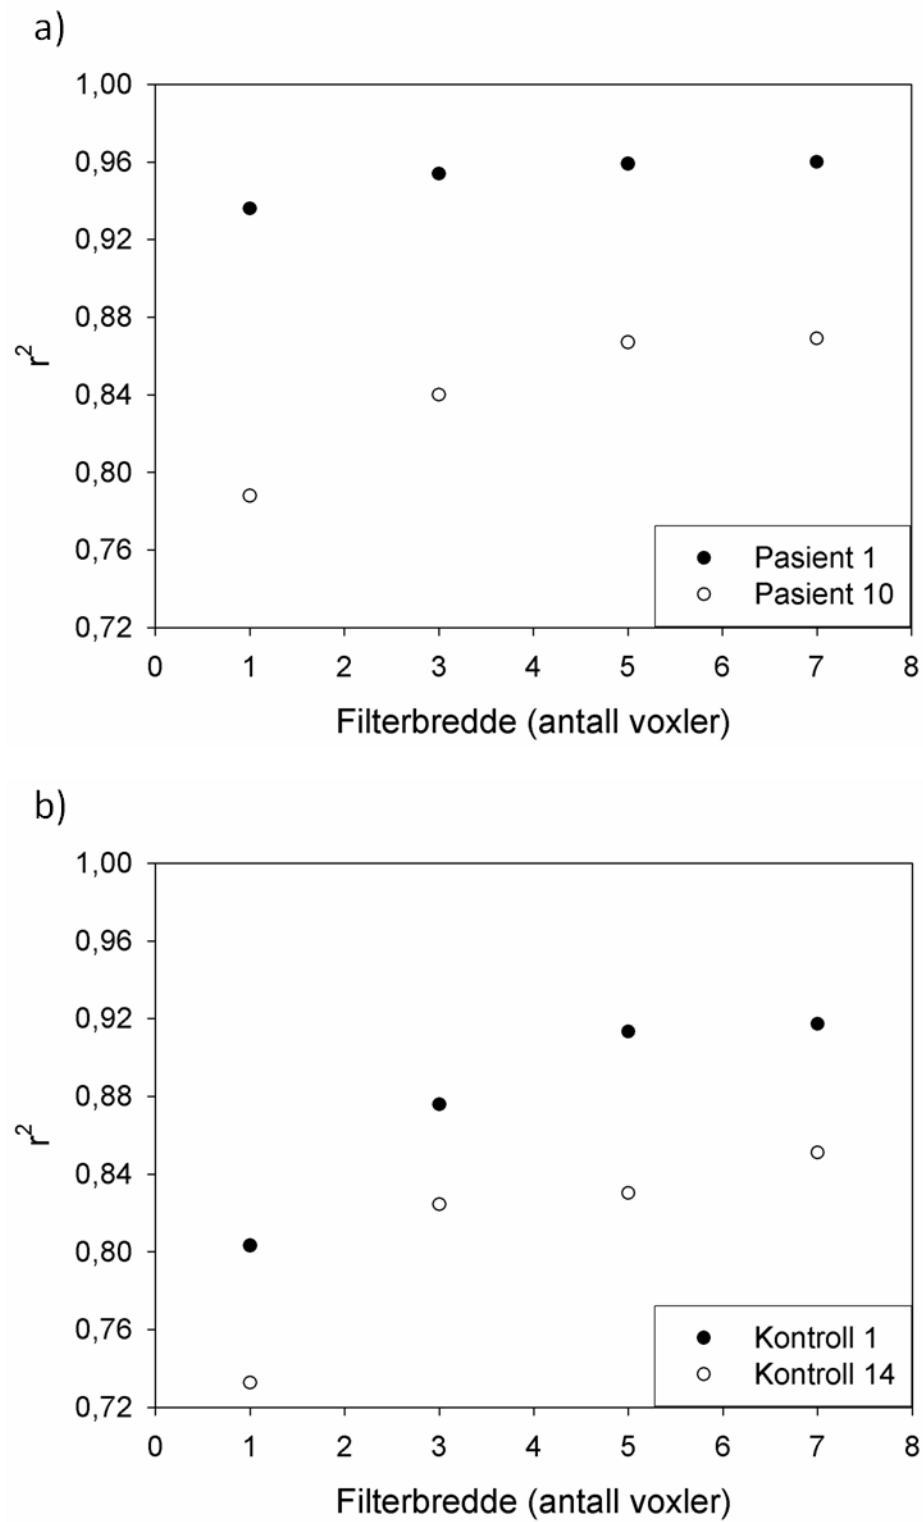 a)
1,00
0,96
0,92
0,88
0,84
0,80
0,76
0,72
r²
Pasient 1
Pasient 10
0 1 2 3 4 5 6 7 8
Filterbredde (antall voxler)
b)
1,00
0,96
0,92
0,88
0,84
0,80
0,76
0,72
r²
Kontroll 1
Kontroll 14
0 1 2 3 4 5 6 7 8
Filterbredde (antall voxler)